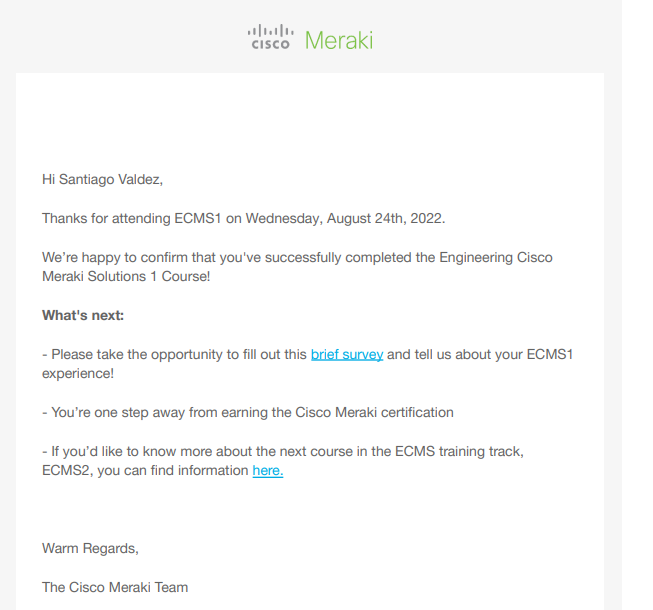 cisco Meraki
Hi Santiago Valdez,
Thanks for attending ECMS1 on Wednesday, August 24th, 2022.
We’re happy to confirm that you've successfully completed the Engineering Cisco
Meraki Solutions 1 Course!
What's next:
- Please take the opportunity to fill out this brief survey and tell us about your ECMS1
experience!
- You’re one step away from earning the Cisco Meraki certification
- If you’d like to know more about the next course in the ECMS training track,
ECMS2, you can find information here.
Warm Regards,
The Cisco Meraki Team